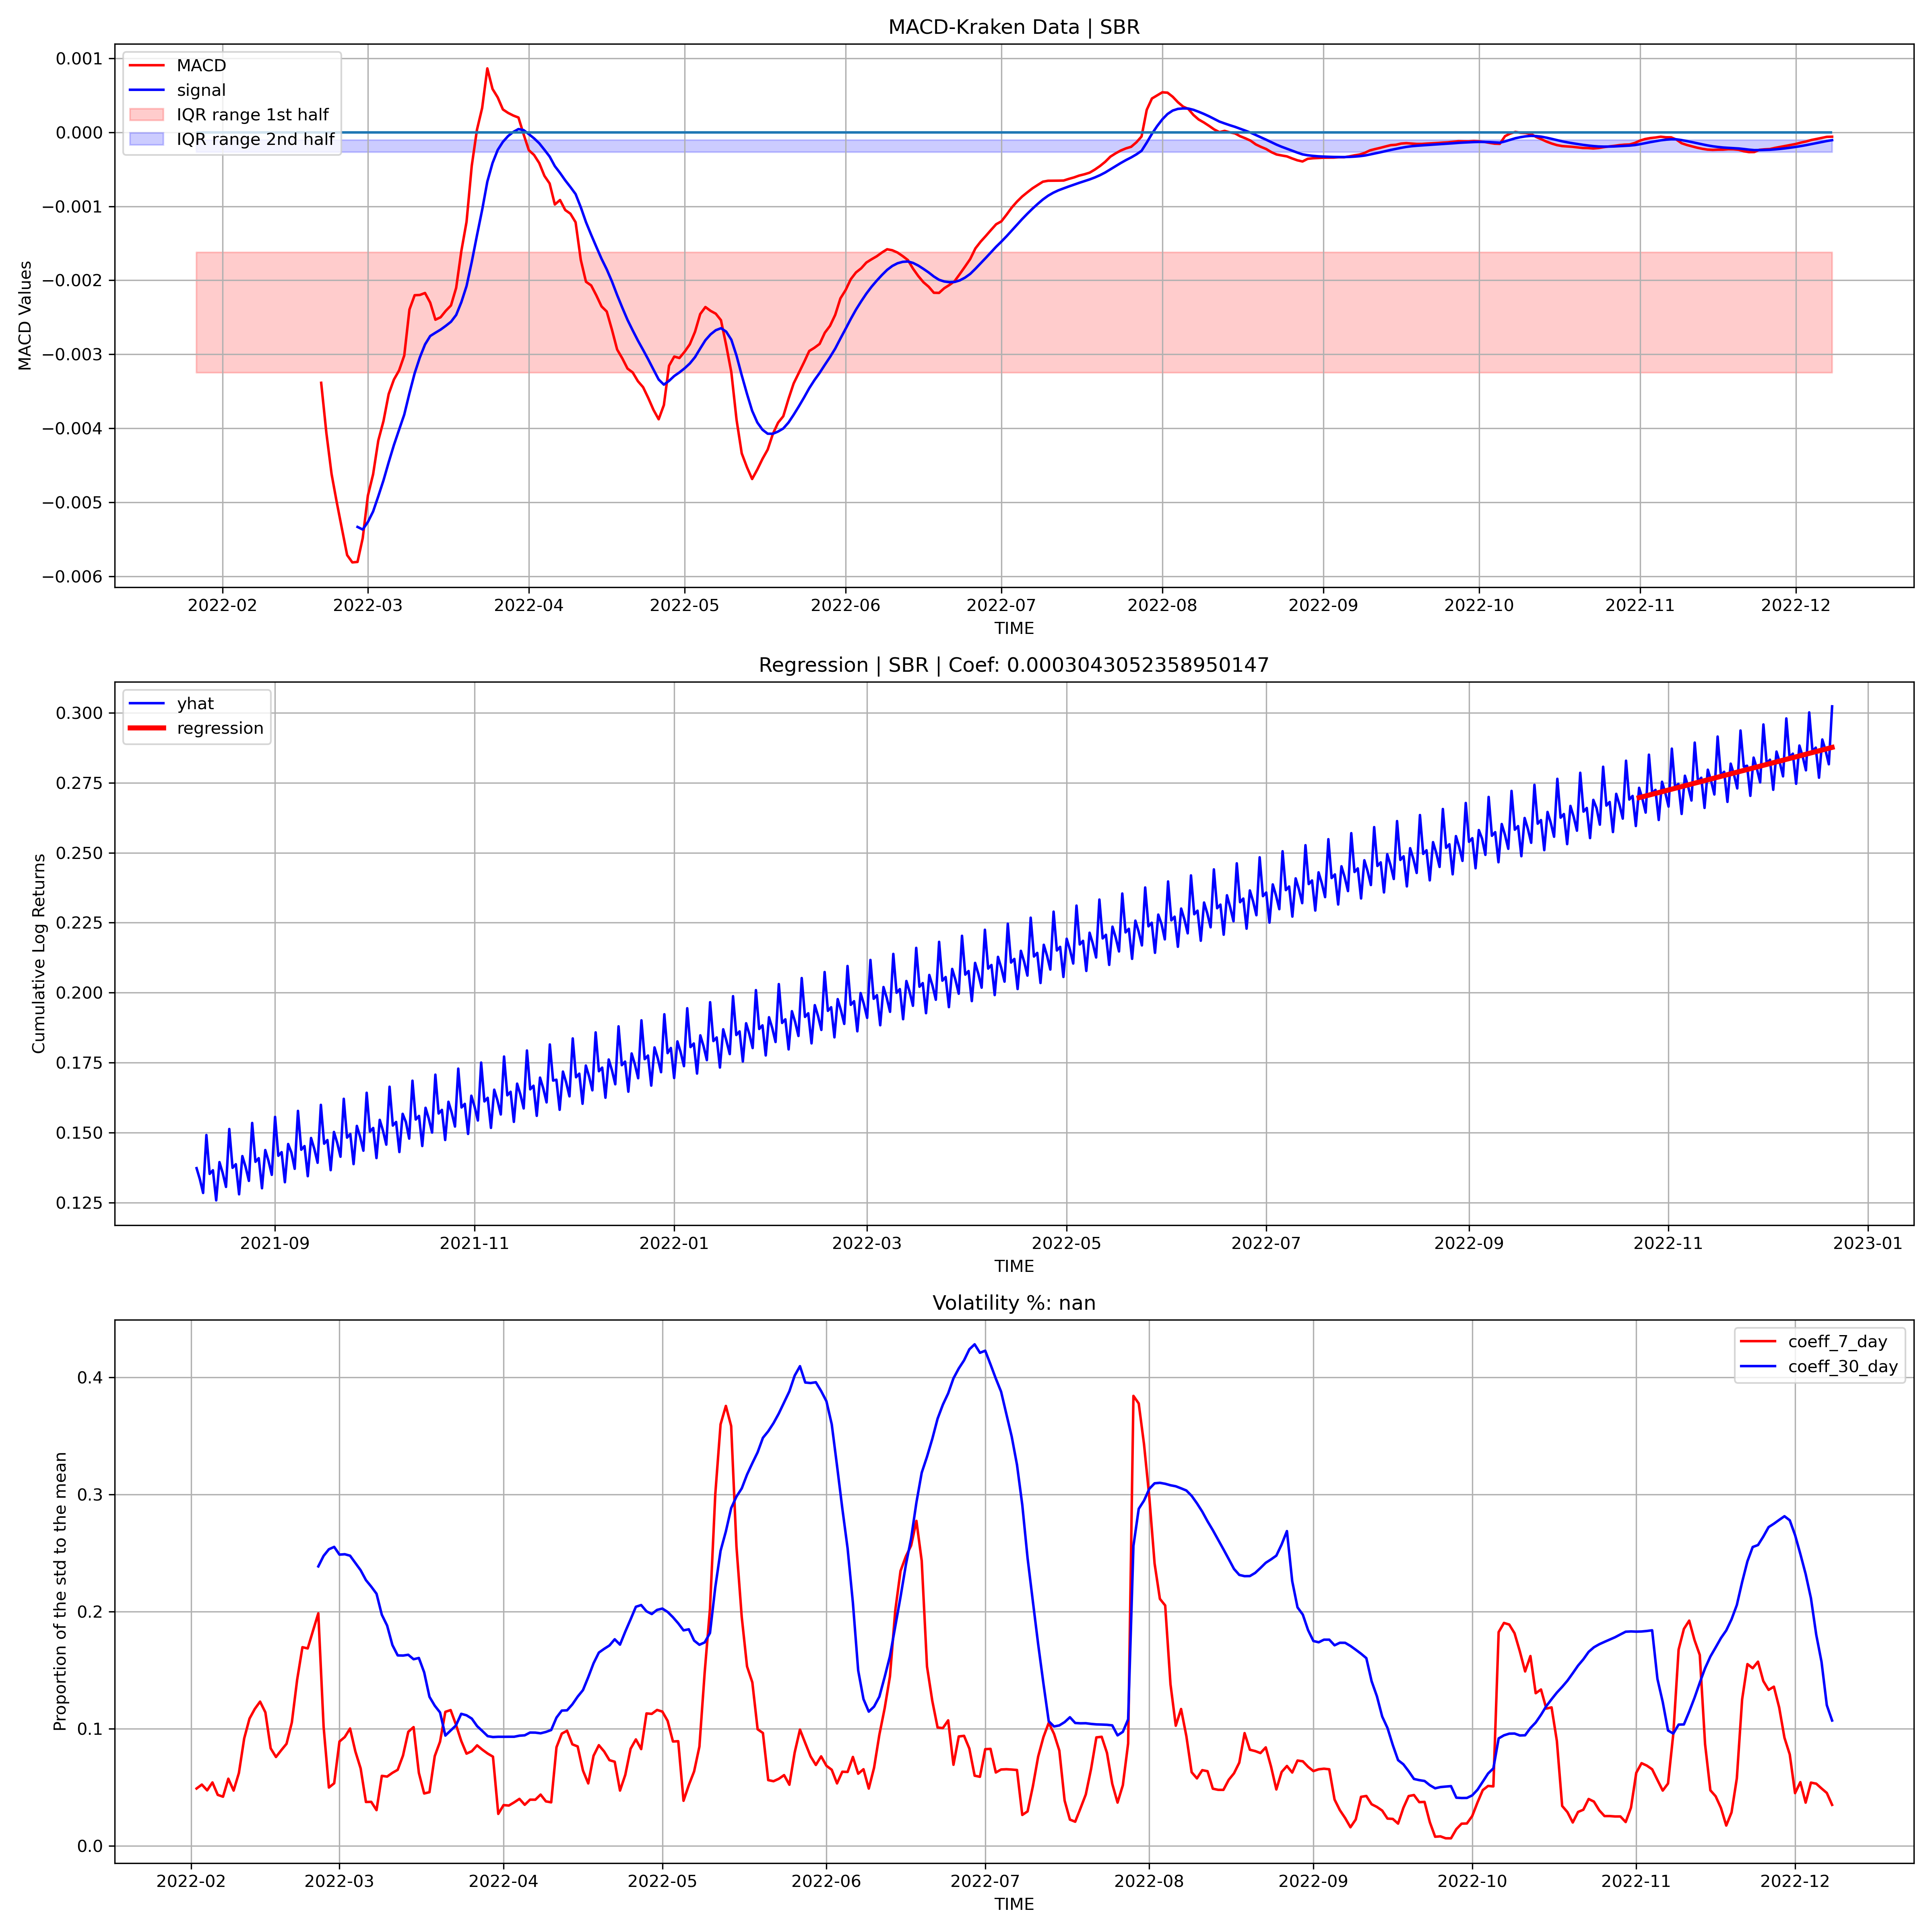 MACD-Kraken Data | SBR
MACD
signal
IQR range 1st half
IQR range 2nd half
MACD Values
0.001
0.000
−0.001
−0.002
−0.003
−0.004
−0.005
−0.006
2022-02 2022-03 2022-04 2022-05 2022-06 2022-07 2022-08 2022-09 2022-10 2022-11 2022-12
TIME
Regression | SBR | Coef: 0.0003043052358950147
yhat
regression
Cumulative Log Returns
0.300
0.275
0.250
0.225
0.200
0.175
0.150
0.125
2021-09 2021-11 2022-01 2022-03 2022-05 2022-07 2022-09 2022-11 2023-01
TIME
Volatility %: nan
coeff_7_day
coeff_30_day
Proportion of the std to the mean
0.4
0.3
0.2
0.1
0.0
2022-02 2022-03 2022-04 2022-05 2022-06 2022-07 2022-08 2022-09 2022-10 2022-11 2022-12
TIME